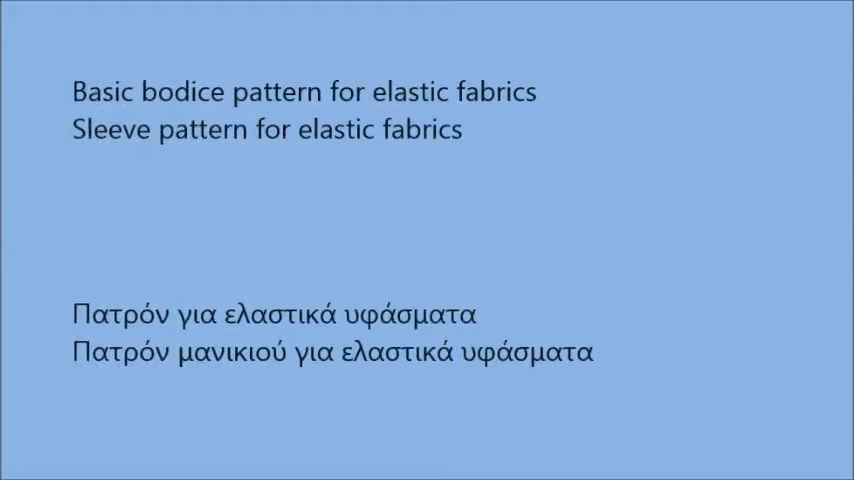 Basic bodice pattern for elastic fabrics
Sleeve pattern for elastic fabrics
Πατρόν για ελαστικά υφάσματα
Πατρόν μανικιού για ελαστικά υφάσματα